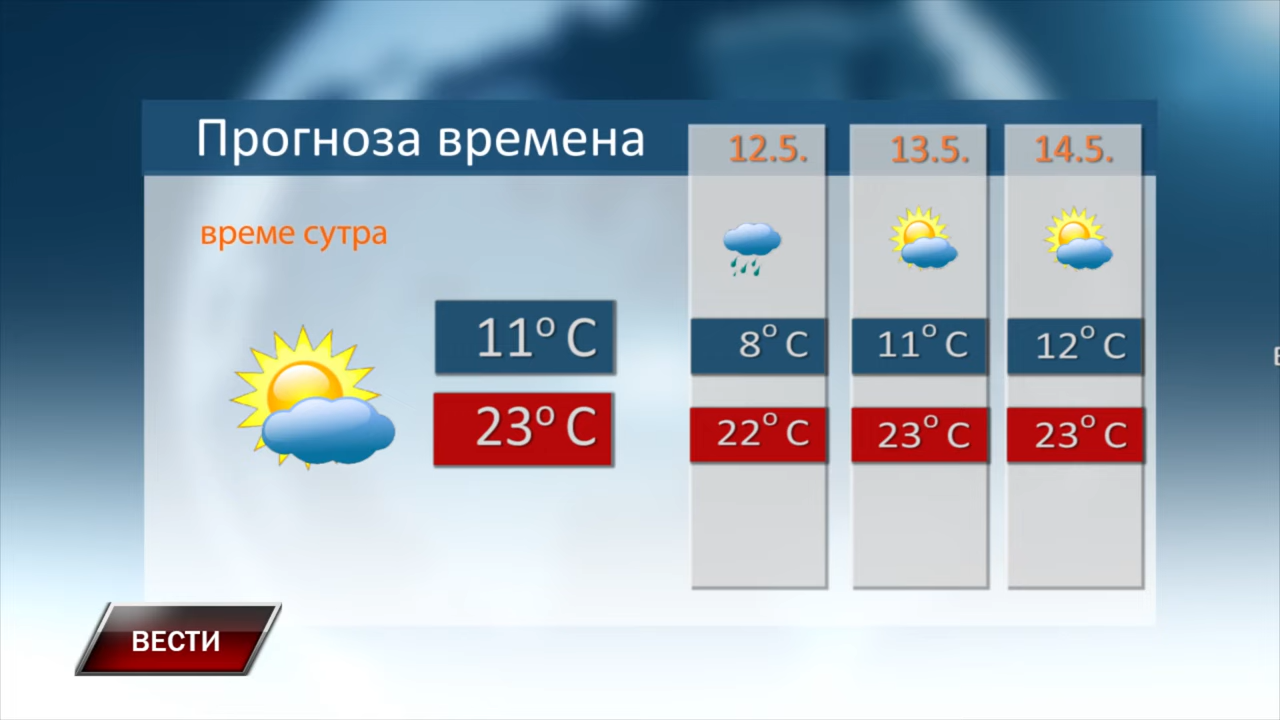 Прогноза времена
време сутра
11° C
23° C
12.5.
8° C
22° C
13.5.
11° C
23° C
14.5.
12° C
23° C
ВЕСТИ